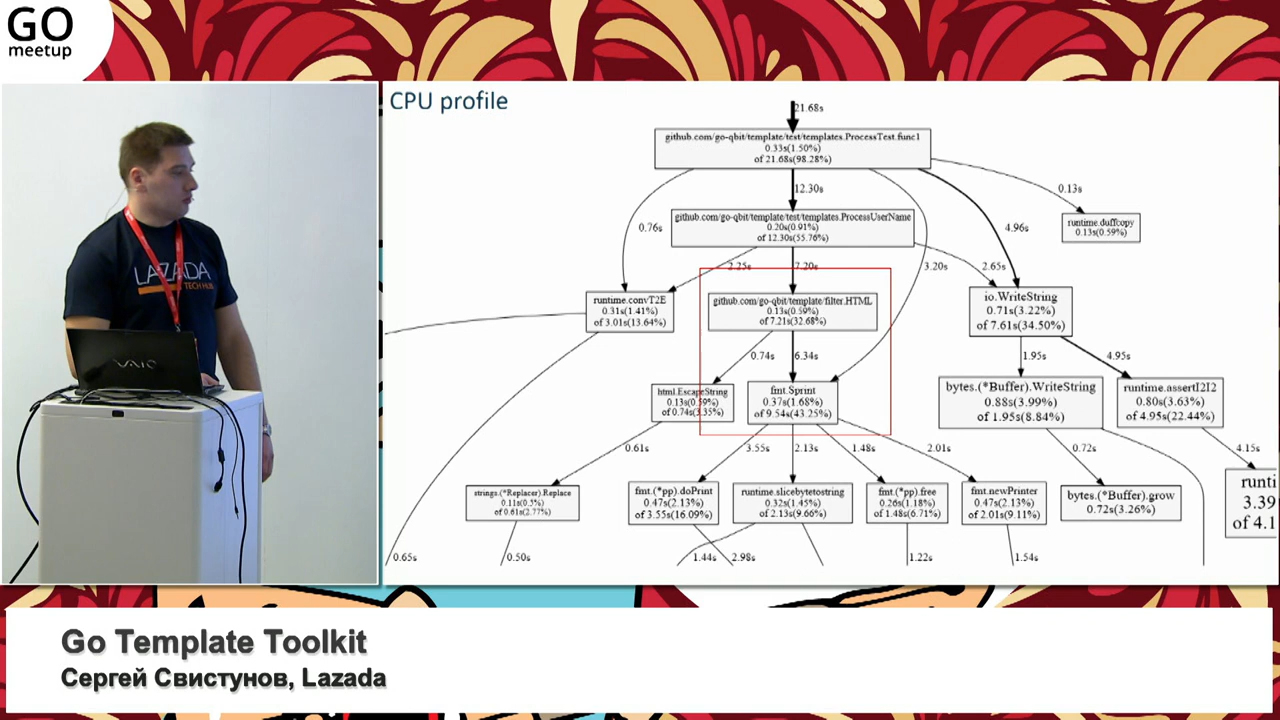 GO
meetup
CPU profile
21.68s
github.com/go-qbit/template/test/templates.ProcessTest.func1
0.33s(1.50%)
of 21.68s(98.28%)
12.30s
0.13s
0.76s
github.com/go-qbit/template/test/templates.ProcessUserName
0.20s(0.91%)
of 12.30s(55.76%)
4.96s
runtime.duffcopy
0.13s(0.59%)
2.25s
7.20s
3.20s
2.65s
runtime.convT2E
0.31s(1.41%)
of 3.01s(13.64%)
github.com/go-qbit/template/filter.HTML
0.13s(0.59%)
of 7.21s(32.68%)
io.WriteString
0.71s(3.22%)
of 7.61s(34.50%)
0.74s
6.34s
1.95s
4.95s
html.EscapeString
0.13s(0.59%)
of 0.74s(3.35%)
fmt.Sprint
0.37s(1.68%)
of 9.54s(43.25%)
bytes.(*Buffer).WriteString
0.88s(3.99%)
of 1.95s(8.84%)
runtime.assertI2I2
0.80s(3.63%)
of 4.95s(22.44%)
0.61s
3.55s
2.13s
1.48s
2.01s
0.72s
4.15s
strings.(*Replacer).Replace
0.11s(0.5%)
of 0.61s(2.77%)
fmt.(*pp).doPrint
0.47s(2.13%)
of 3.55s(16.09%)
runtime.slicebytetostring
0.32s(1.45%)
of 2.13s(9.66%)
fmt.(*pp).free
0.26s(1.18%)
of 1.48s(6.71%)
fmt.newPrinter
0.47s(2.13%)
of 2.01s(9.11%)
bytes.(*Buffer).grow
0.72s(3.26%)
runti
3.39
of 4.1
0.65s
0.50s
1.44s
2.98s
1.22s
1.54s
LAZADA
TECH HUB
VAIO
Go Template Toolkit
Сергей Свистунов, Lazada